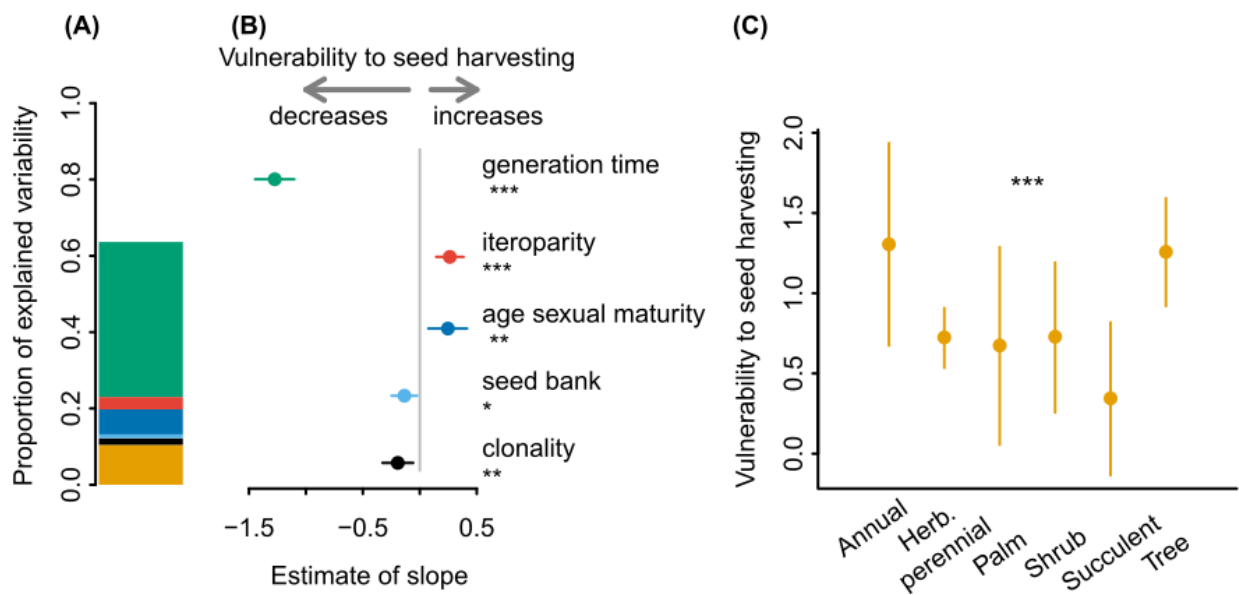 (A)
Proportion of explained variability
1.0
0.8
0.6
0.4
0.2
0.0
(B)
Vulnerability to seed harvesting
decreases
increases
generation time
***
iteroparity
***
age sexual maturity
**
seed bank
*
clonality
**
−1.5
−0.5
0.5
Estimate of slope
(C)
Vulnerability to seed harvesting
2.0
1.5
1.0
0.5
0.0
***
Annual
Herb.
perennial
Palm
Shrub
Succulent
Tree